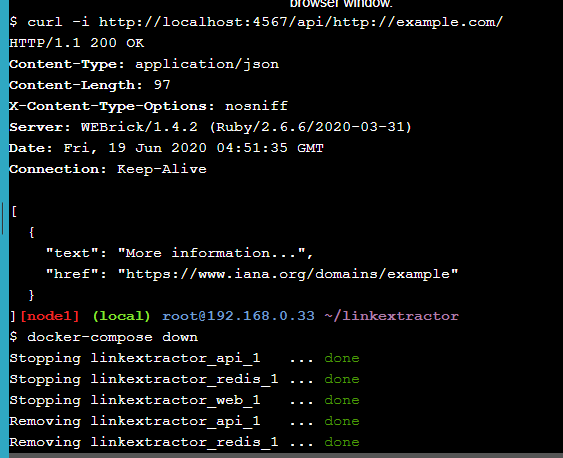 browser window.
$ curl -i http://localhost:4567/api/http://example.com/
HTTP/1.1 200 OK
Content-Type: application/json
Content-Length: 97
X-Content-Type-Options: nosniff
Server: WEBrick/1.4.2 (Ruby/2.6.6/2020-03-31)
Date: Fri, 19 Jun 2020 04:51:35 GMT
Connection: Keep-Alive
[
  {
    "text": "More information...",
    "href": "https://www.iana.org/domains/example"
  }
][node1] (local) root@192.168.0.33 ~/linkextractor
$ docker-compose down
Stopping linkextractor_api_1   ... done
Stopping linkextractor_redis_1 ... done
Stopping linkextractor_web_1   ... done
Removing linkextractor_api_1   ... done
Removing linkextractor_redis_1 ... done